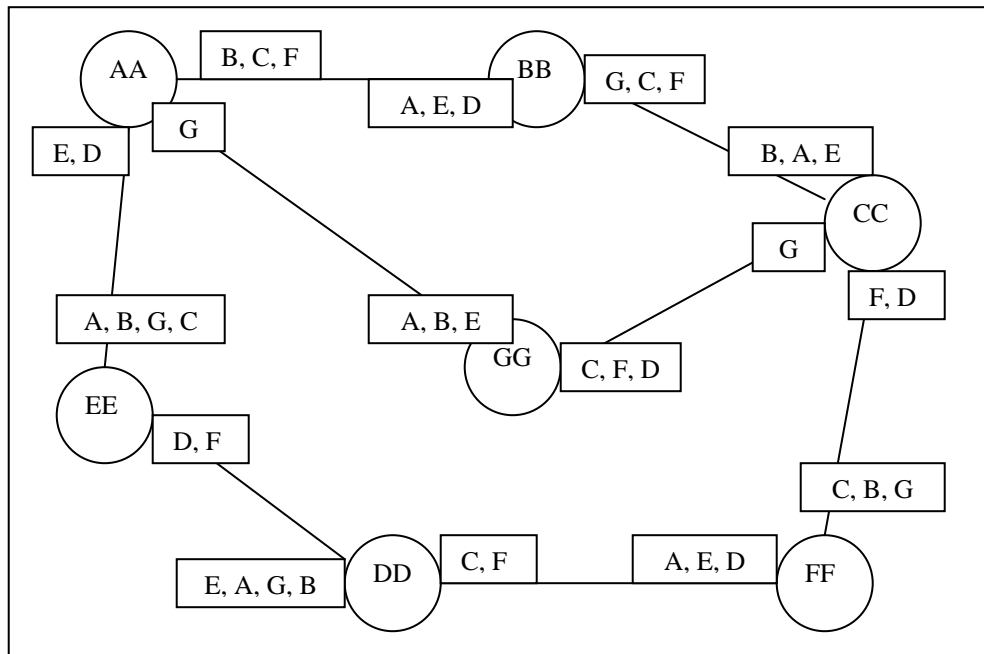 AA
B, C, F
BB
G, C, F
A, E, D
G
E, D
B, A, E
CC
G
F, D
A, B, G, C
A, B, E
GG
C, F, D
EE
D, F
C, B, G
E, A, G, B
DD
C, F
A, E, D
FF